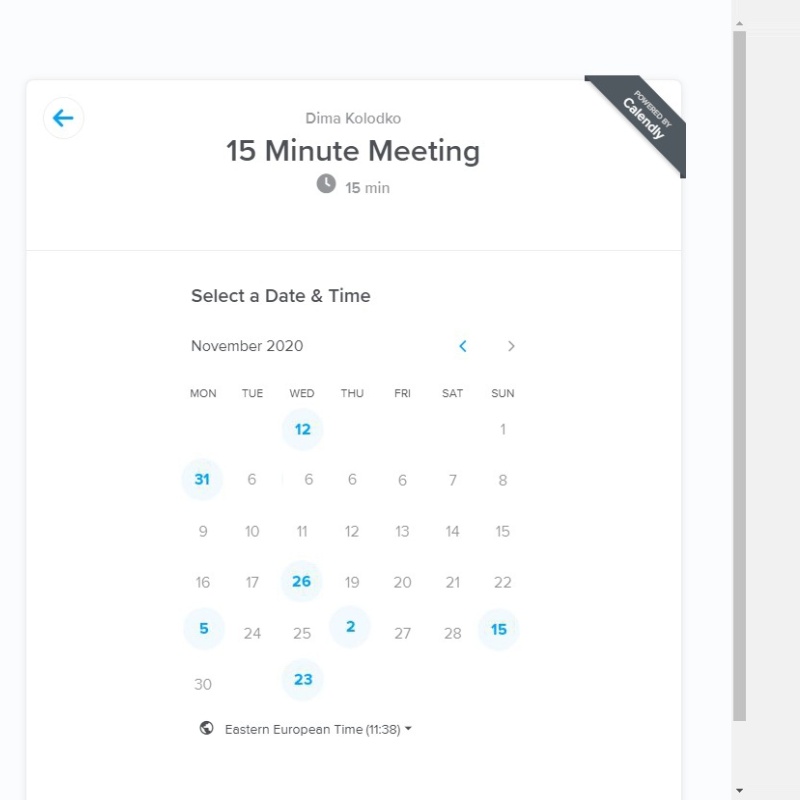 Dima Kolodko
POWERED BY
Calendly
15 Minute Meeting
15 min
Select a Date & Time
November 2020
MON TUE WED THU FRI SAT SUN
12 1
31 6 6 6 6 7 8
9 10 11 12 13 14 15
16 17 26 19 20 21 22
5 24 25 2 27 28 15
30 23
Eastern European Time (11:38)